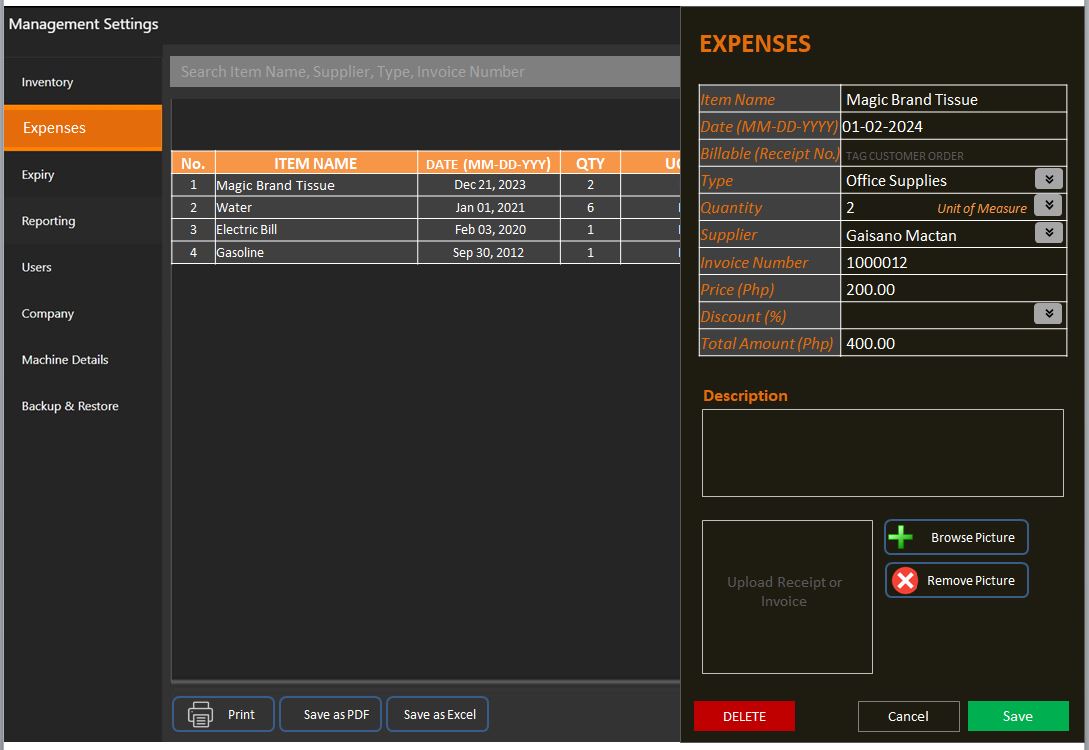 Management Settings
Inventory
Expenses
Expiry
Reporting
Users
Company
Machine Details
Backup & Restore
Search Item Name, Supplier, Type, Invoice Number
No. ITEM NAME DATE (MM-DD-YYY) QTY
1 Magic Brand Tissue Dec 21, 2023 2
2 Water Jan 01, 2021 6
3 Electric Bill Feb 03, 2020 1
4 Gasoline Sep 30, 2012 1
Print Save as PDF Save as Excel
EXPENSES
Item Name Magic Brand Tissue
Date (MM-DD-YYYY) 01-02-2024
Billable (Receipt No.) TAG CUSTOMER ORDER
Type Office Supplies
Quantity 2 Unit of Measure
Supplier Gaisano Mactan
Invoice Number 1000012
Price (Php) 200.00
Discount (%)
Total Amount (Php) 400.00
Description
Upload Receipt or
Invoice
Browse Picture
Remove Picture
DELETE Cancel Save